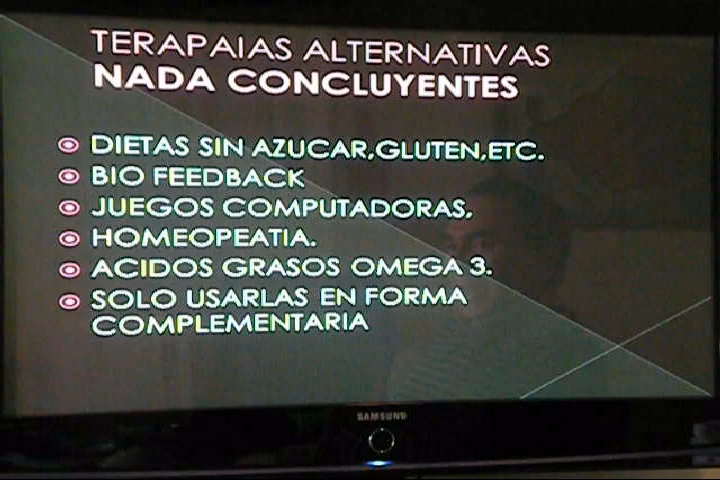 TERAPAIAS ALTERNATIVAS
NADA CONCLUYENTES
DIETAS SIN AZUCAR,GLUTEN,ETC.
BIO FEEDBACK
JUEGOS COMPUTADORAS,
HOMEOPEATIA.
ACIDOS GRASOS OMEGA 3.
SOLO USARLAS EN FORMA
COMPLEMENTARIA
SAMSUNG